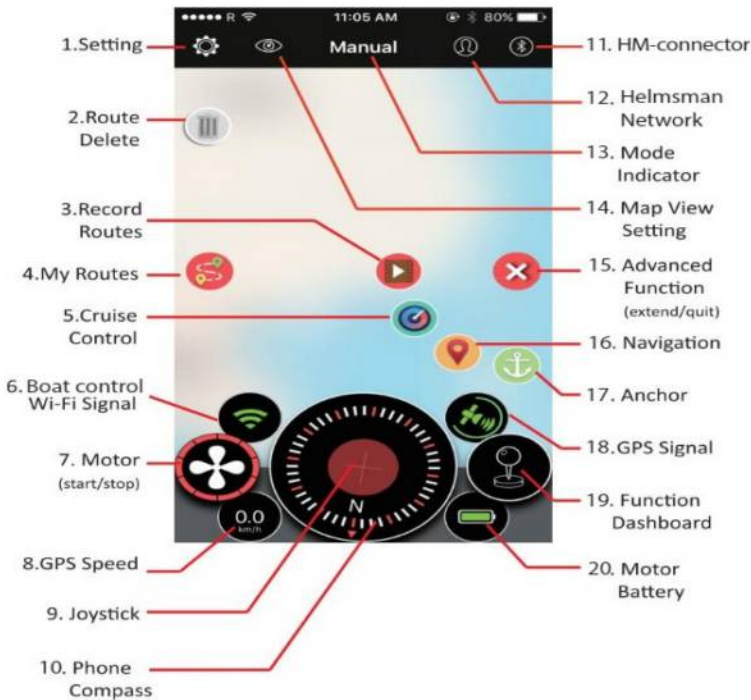 R 11:05 AM 80%
Manual
1.Setting
2.Route
Delete
3.Record
Routes
4.My Routes
5.Cruise
Control
6. Boat control
Wi-Fi Signal
7. Motor
(start/stop)
8.GPS Speed
9. Joystick
10. Phone
Compass
0.0
km/h
N
11. HM-connector
12. Helmsman
Network
13. Mode
Indicator
14. Map View
Setting
15. Advanced
Function
(extend/quit)
16. Navigation
17. Anchor
18.GPS Signal
19. Function
Dashboard
20. Motor
Battery